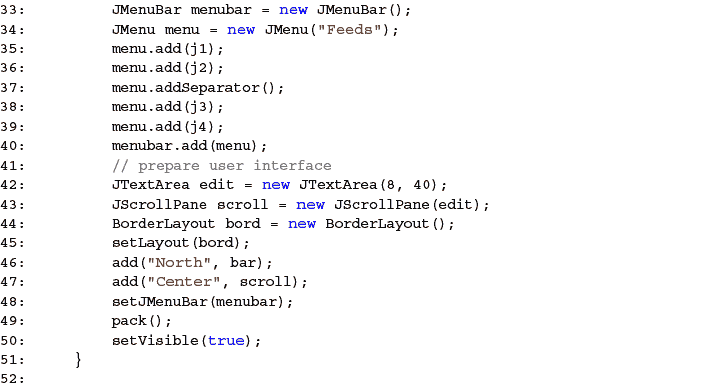 33:          JMenuBar menubar = new JMenuBar();
34:          JMenu menu = new JMenu("Feeds");
35:          menu.add(j1);
36:          menu.add(j2);
37:          menu.addSeparator();
38:          menu.add(j3);
39:          menu.add(j4);
40:          menubar.add(menu);
41:          // prepare user interface
42:          JTextArea edit = new JTextArea(8, 40);
43:          JScrollPane scroll = new JScrollPane(edit);
44:          BorderLayout bord = new BorderLayout();
45:          setLayout(bord);
46:          add("North", bar);
47:          add("Center", scroll);
48:          setJMenuBar(menubar);
49:          pack();
50:          setVisible(true);
51:      }
52: